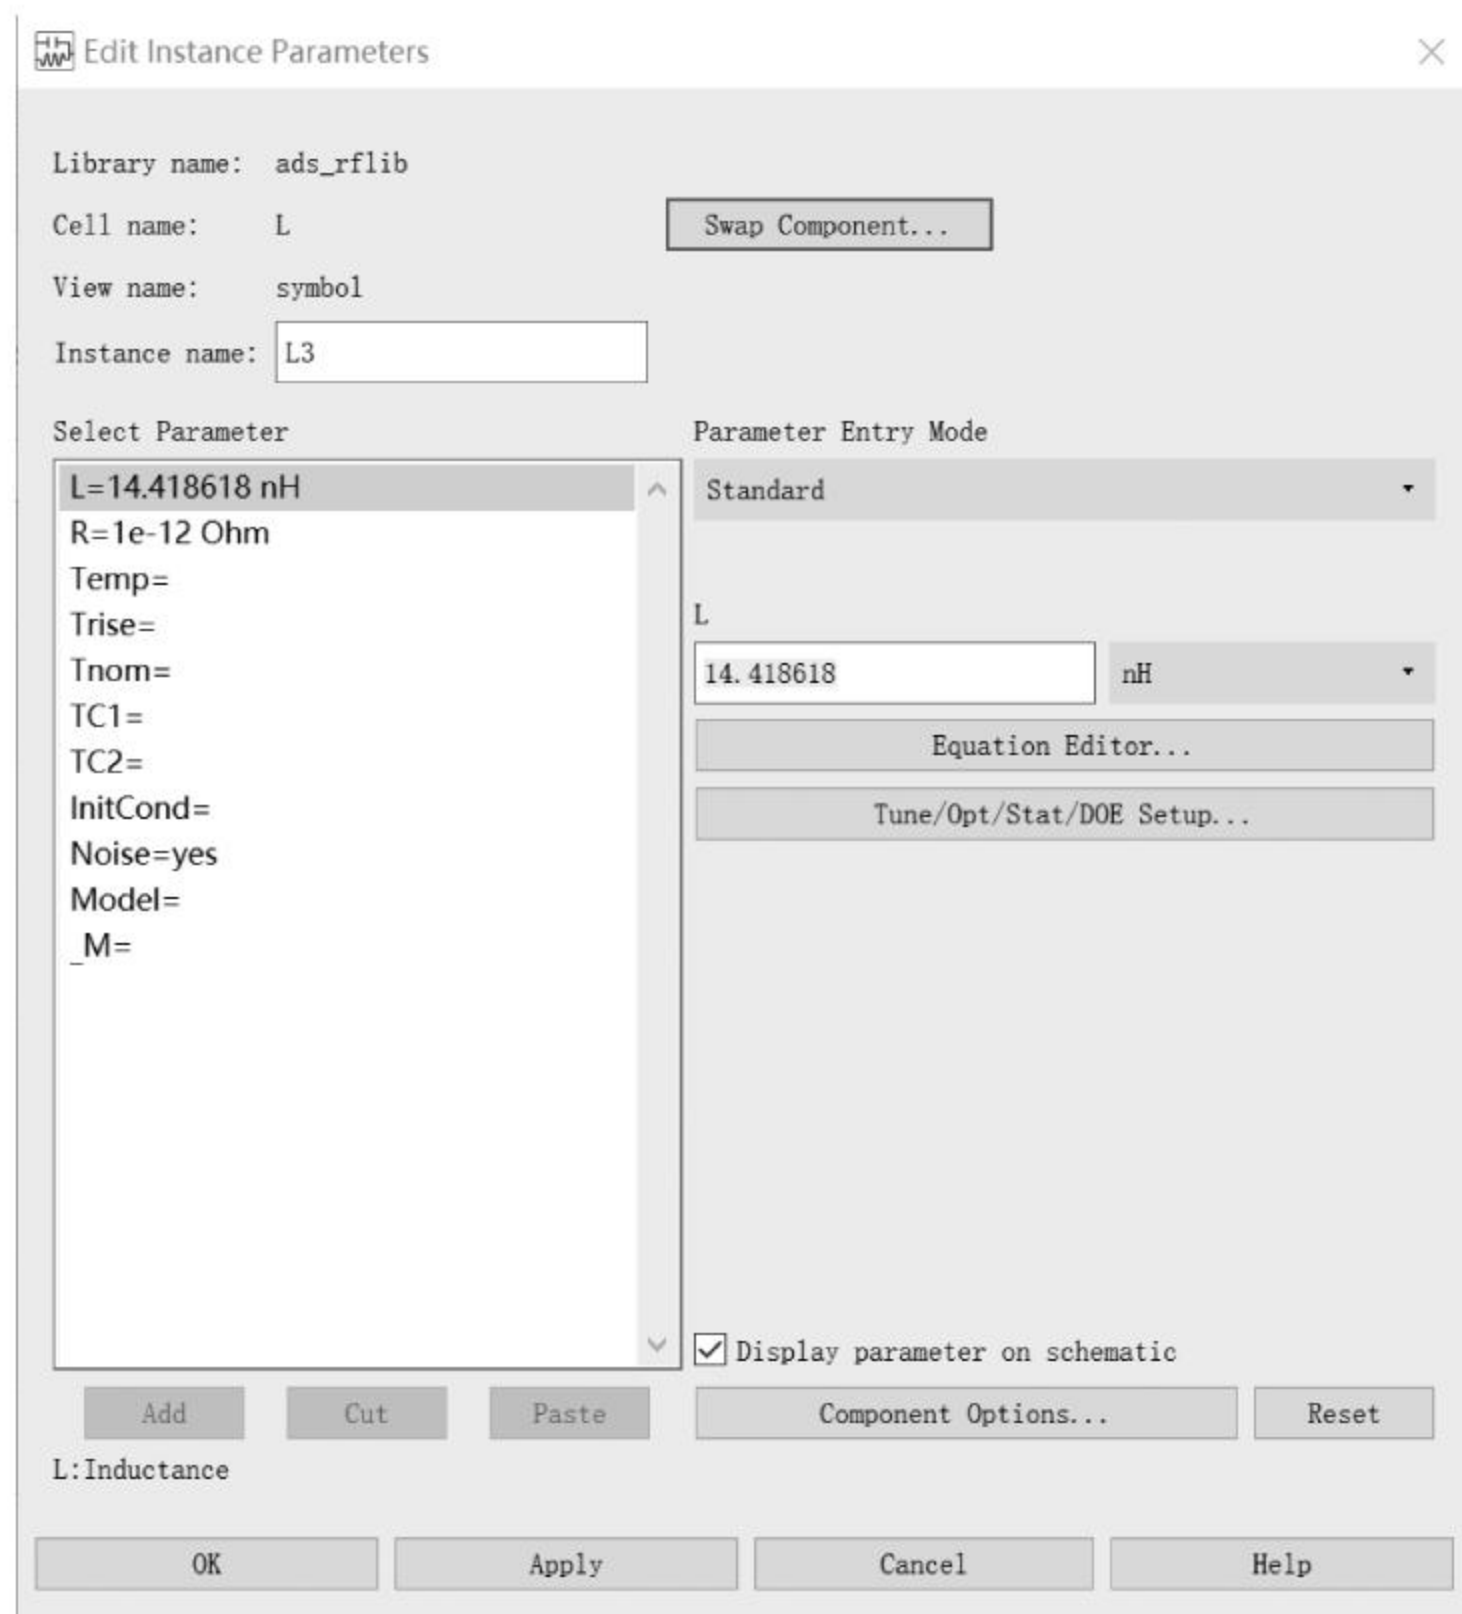 Edit Instance Parameters
Library name: ads_rflib
Cell name: L
Swap Component...
View name: symbol
Instance name: L3
Select Parameter
L=14.418618 nH
R=1e-12 Ohm
Temp=
Trise=
Tnom=
TC1=
TC2=
InitCond=
Noise=yes
Model=
_M=
Parameter Entry Mode
Standard
L
14.418618 nH
Equation Editor...
Tune/Opt/Stat/DOE Setup...
Display parameter on schematic
Add Cut Paste Component Options... Reset
L:Inductance
OK Apply Cancel Help